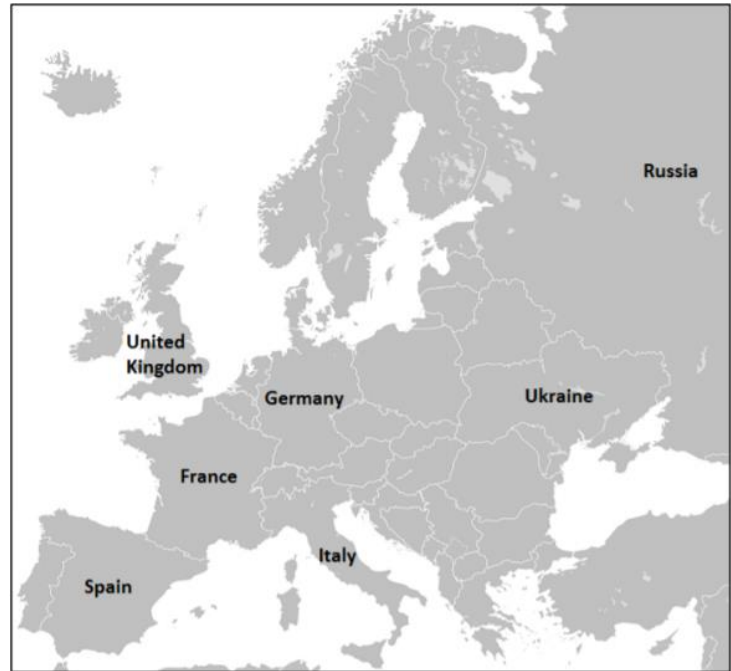 Russia
United
Kingdom
Germany
Ukraine
France
Italy
Spain